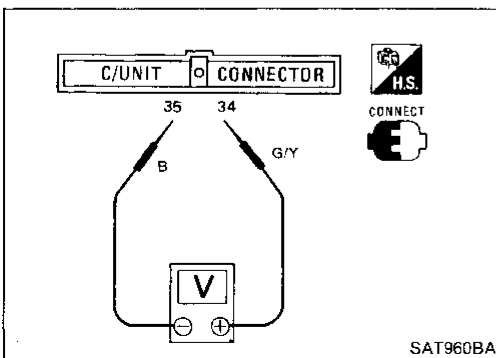 C/UNIT CONNECTOR
H.S.
CONNECT
35 34
B
G/Y
V
⊖ ⊕
SAT960BA